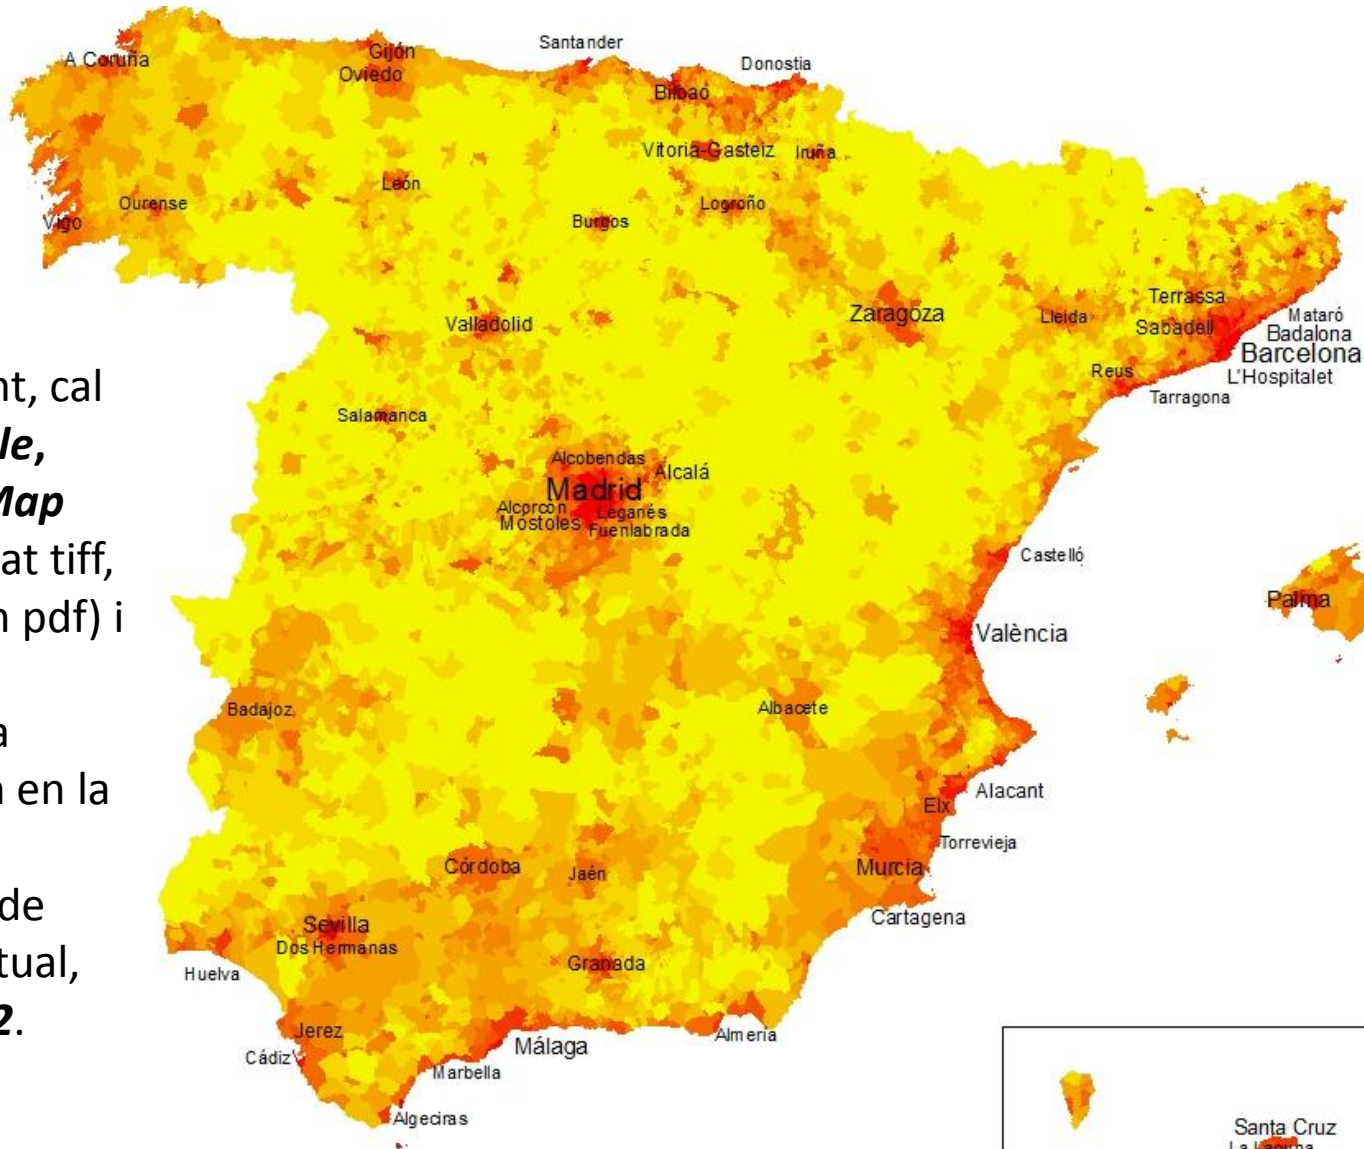 nt, cal
le,
Map
at tiff,
n pdf) i
a
n en la
de
tual,
2.
A Coruña
Gijón
Oviedo
Santander
Bilbao
Donostia
Vitoria-Gasteiz
Iruña
León
Ourense
Vigo
Burgos
Logroño
Valladolid
Zaragoza
Lleida
Terrassa
Sabadell
Mataró
Badalona
Barcelona
L'Hospitalet
Reus
Tarragona
Salamanca
Alcobendas
Alcalá
Madrid
Alcorcón
Leganés
Mostoles
Fuenlabrada
Castelló
Palma
València
Badajoz
Albacete
Alacant
Elx
Torrevieja
Murcia
Cartagena
Córdoba
Jaén
Sevilla
Dos Hermanas
Huelva
Granada
Jerez
Cádiz
Málaga
Almería
Marbella
Algeciras
Santa Cruz
La Laguna